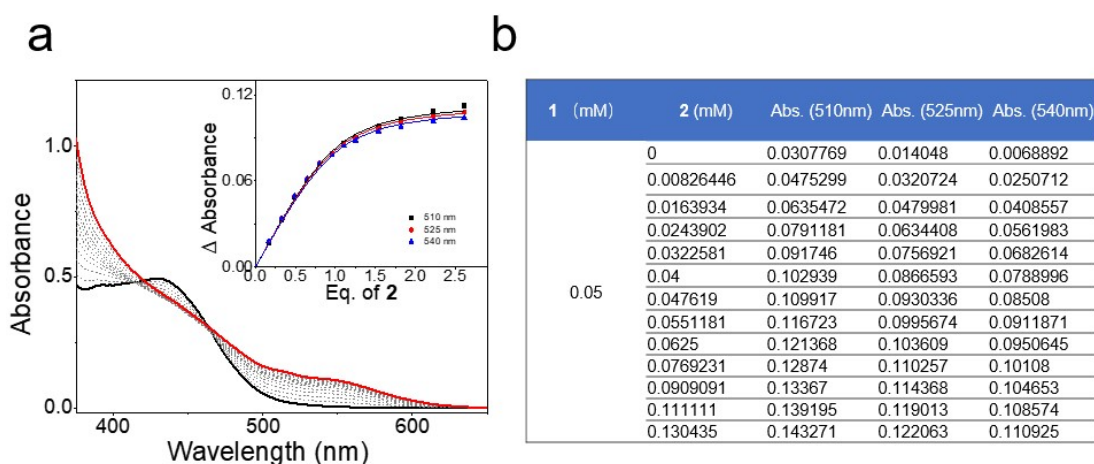 a
b
Absorbance
1.0
0.5
0.0
400
500
600
Wavelength (nm)
Δ Absorbance
0.12
0.06
0.00
0.0 0.5 1.0 1.5 2.0 2.5
Eq. of 2
510 nm
525 nm
540 nm
1 (mM) 2 (mM) Abs. (510nm) Abs. (525nm) Abs. (540nm)
0.05
0 0.0307769 0.014048 0.0068892
0.00826446 0.0475299 0.0320724 0.0250712
0.0163934 0.0635472 0.0479981 0.0408557
0.0243902 0.0791181 0.0634408 0.0561983
0.0322581 0.091746 0.0756921 0.0682614
0.04 0.102939 0.0866593 0.0788996
0.047619 0.109917 0.0930336 0.08508
0.0551181 0.116723 0.0995674 0.0911871
0.0625 0.121368 0.103609 0.0950645
0.0769231 0.12874 0.110257 0.10108
0.0909091 0.13367 0.114368 0.104653
0.111111 0.139195 0.119013 0.108574
0.130435 0.143271 0.122063 0.110925